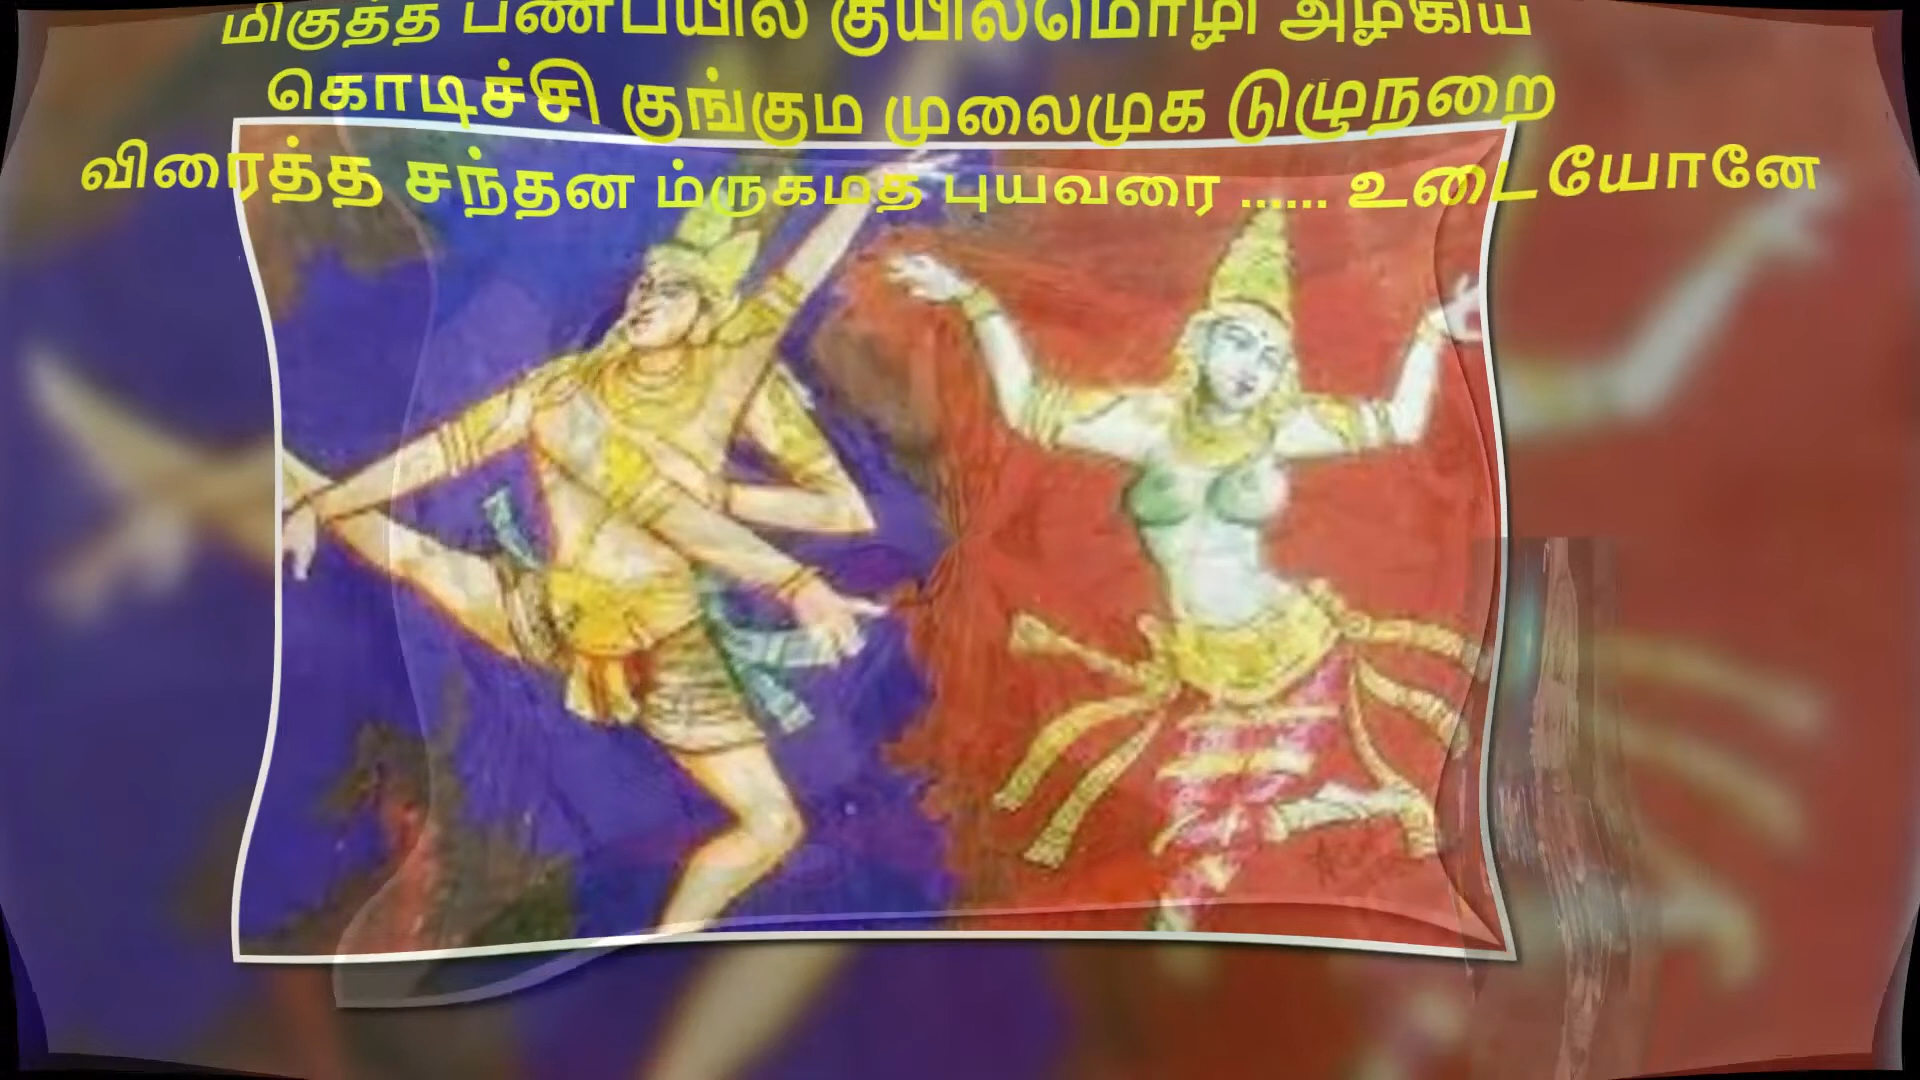 மிகுத்த பண்பயில் குயில்மொழி அழகிய
கொடிச்சி குங்கும முலைமுக டுழுநறை
விரைத்த சந்தன ம்ருகமத புயவரை ...... உடையோனே